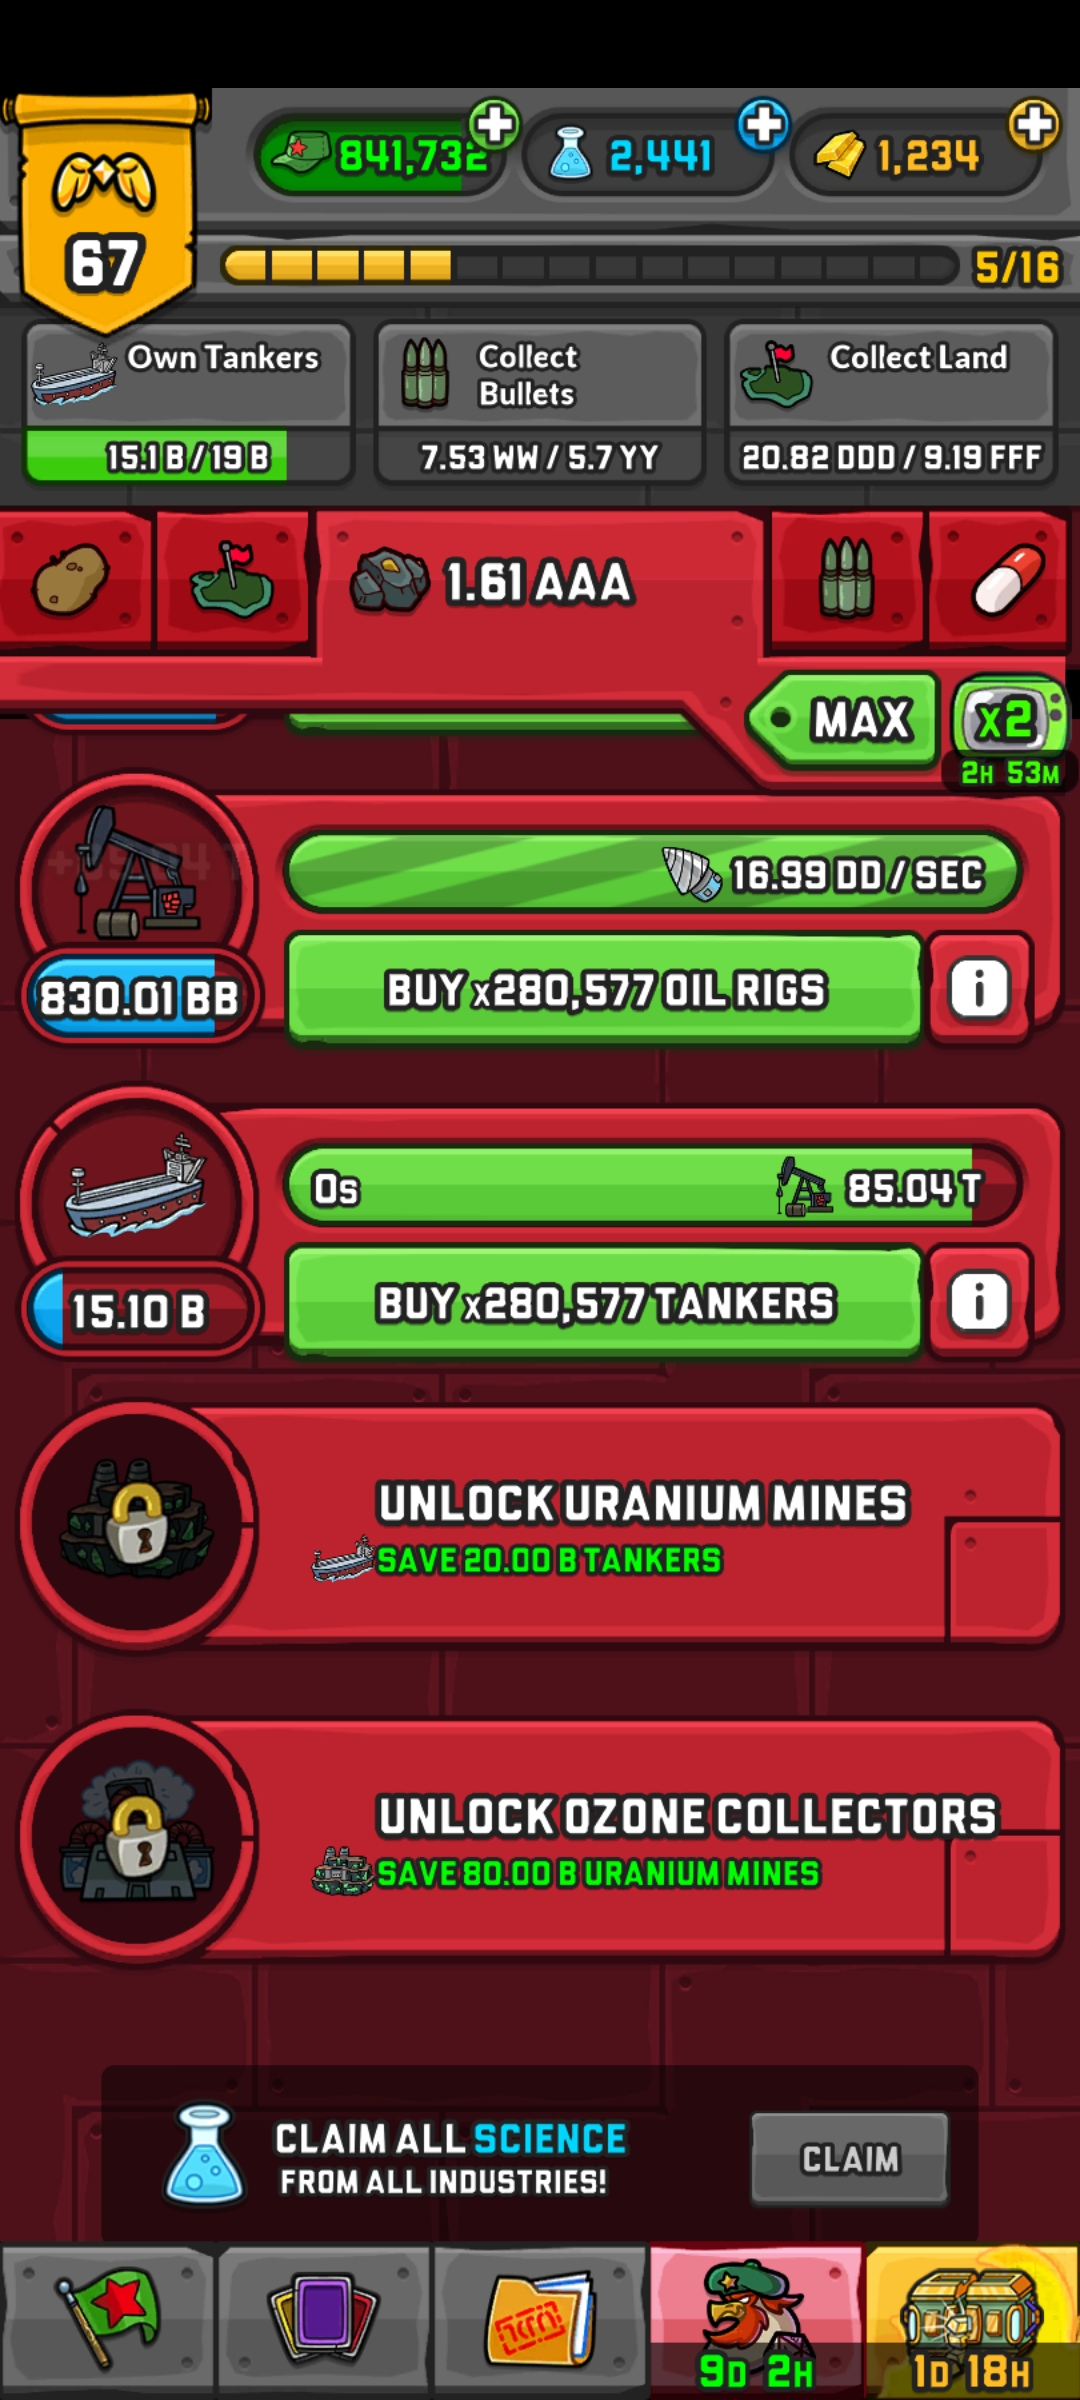 67
841,732
2,441
1,234
5/16
Own Tankers
15.1 B / 19 B
Collect
Bullets
7.53 WW / 5.7 YY
Collect Land
20.82 DDD / 9.19 FFF
1.61 AAA
MAX
x2
2H 53M
16.99 DD / SEC
830.01 BB
BUY x280,577 OIL RIGS
i
0s
85.04 T
15.10 B
BUY x280,577 TANKERS
i
UNLOCK URANIUM MINES
SAVE 20.00 B TANKERS
UNLOCK OZONE COLLECTORS
SAVE 80.00 B URANIUM MINES
CLAIM ALL SCIENCE
FROM ALL INDUSTRIES!
CLAIM
9D 2H
1D 18H